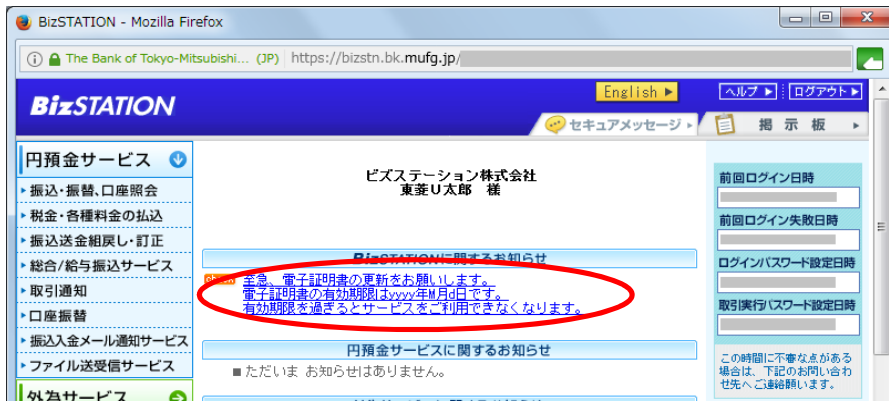 BizSTATION - Mozilla Firefox
The Bank of Tokyo-Mitsubishi... (JP) https://bizstn.bk.mufg.jp/
BizSTATION
English ▶
ヘルプ ▶
ログアウト ▶
セキュアメッセージ
掲示板
円預金サービス
振込・振替、口座照会
税金・各種料金の払込
振込送金組戻し・訂正
総合/給与振込サービス
取引通知
口座振替
振込入金メール通知サービス
ファイル送受信サービス
外為サービス
ビズステーション株式会社
東菱U太郎 様
BizSTATIONに関するお知らせ
至急、電子証明書の更新をお願いします。
電子証明書の有効期限はyyyy年M月d日です。
有効期限を過ぎるとサービスをご利用できなくなります。
円預金サービスに関するお知らせ
■ただいま お知らせはありません。
前回ログイン日時
前回ログイン失敗日時
ログインパスワード設定日時
取引実行パスワード設定日時
この時間に不審な点がある
場合は、下記のお問い合わ
せ先へご連絡願います。